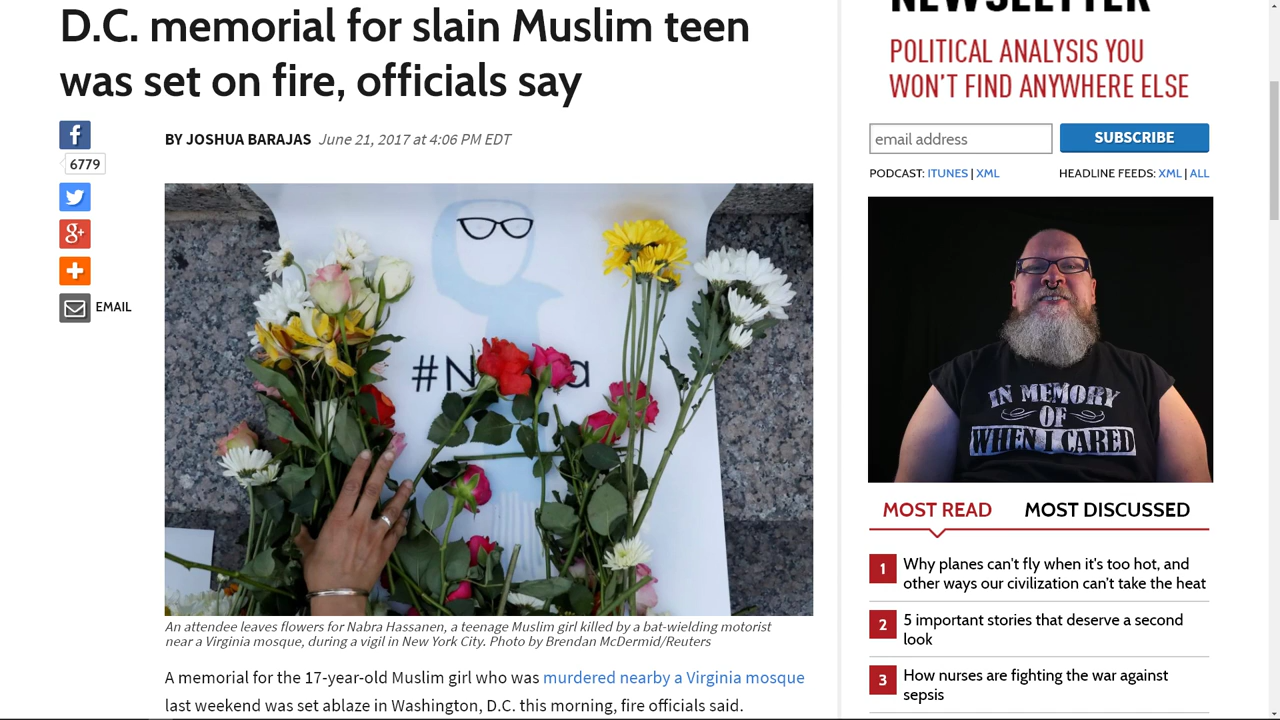 D.C. memorial for slain Muslim teen
was set on fire, officials say
6779
EMAIL
BY JOSHUA BARAJAS June 21, 2017 at 4:06 PM EDT
An attendee leaves flowers for Nabra Hassanen, a teenage Muslim girl killed by a bat-wielding motorist
near a Virginia mosque, during a vigil in New York City. Photo by Brendan McDermid/Reuters
A memorial for the 17-year-old Muslim girl who was murdered nearby a Virginia mosque
last weekend was set ablaze in Washington, D.C. this morning, fire officials said.
NEWSLETTER
POLITICAL ANALYSIS YOU
WON'T FIND ANYWHERE ELSE
email address
SUBSCRIBE
PODCAST: ITUNES | XML
HEADLINE FEEDS: XML | ALL
IN MEMORY
OF
WHEN I CARED
MOST READ
MOST DISCUSSED
1 Why planes can't fly when it's too hot, and
other ways our civilization can't take the heat
2 5 important stories that deserve a second
look
3 How nurses are fighting the war against
sepsis